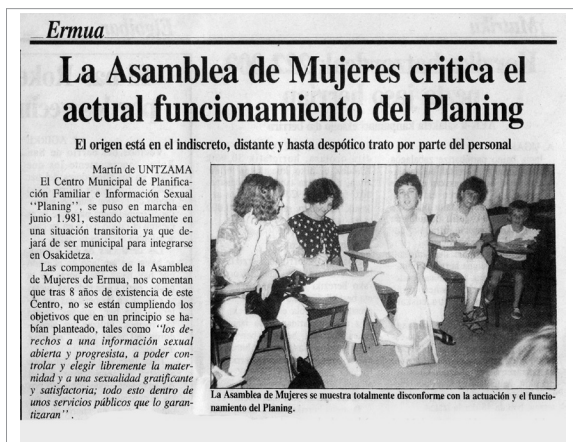 Ermua
La Asamblea de Mujeres critica el
actual funcionamiento del Planing
El origen está en el indiscreto, distante y hasta despótico trato por parte del personal
Martín de UNTZAMA
El Centro Municipal de Planifica-
ción Familiar e Información Sexual
"Planing", se puso en marcha en
junio 1.981, estando actualmente en
una situación transitoria ya que de-
jará de ser municipal para integrarse
en Osakidetza.
Las componentes de la Asamblea
de Mujeres de Ermua, nos comentan
que tras 8 años de existencia de este
Centro, no se están cumpliendo los
objetivos que en un principio se ha-
bían planteado, tales como "los de-
rechos a una información sexual
abierta y progresista, a poder con-
trolar y elegir libremente la mater-
nidad y a una sexualidad gratificante
y satisfactoria; todo esto dentro de
unos servicios públicos que lo garan-
tizaran".
La Asamblea de Mujeres se muestra totalmente disconforme con la actuación y el funcio-
namiento del Planing.